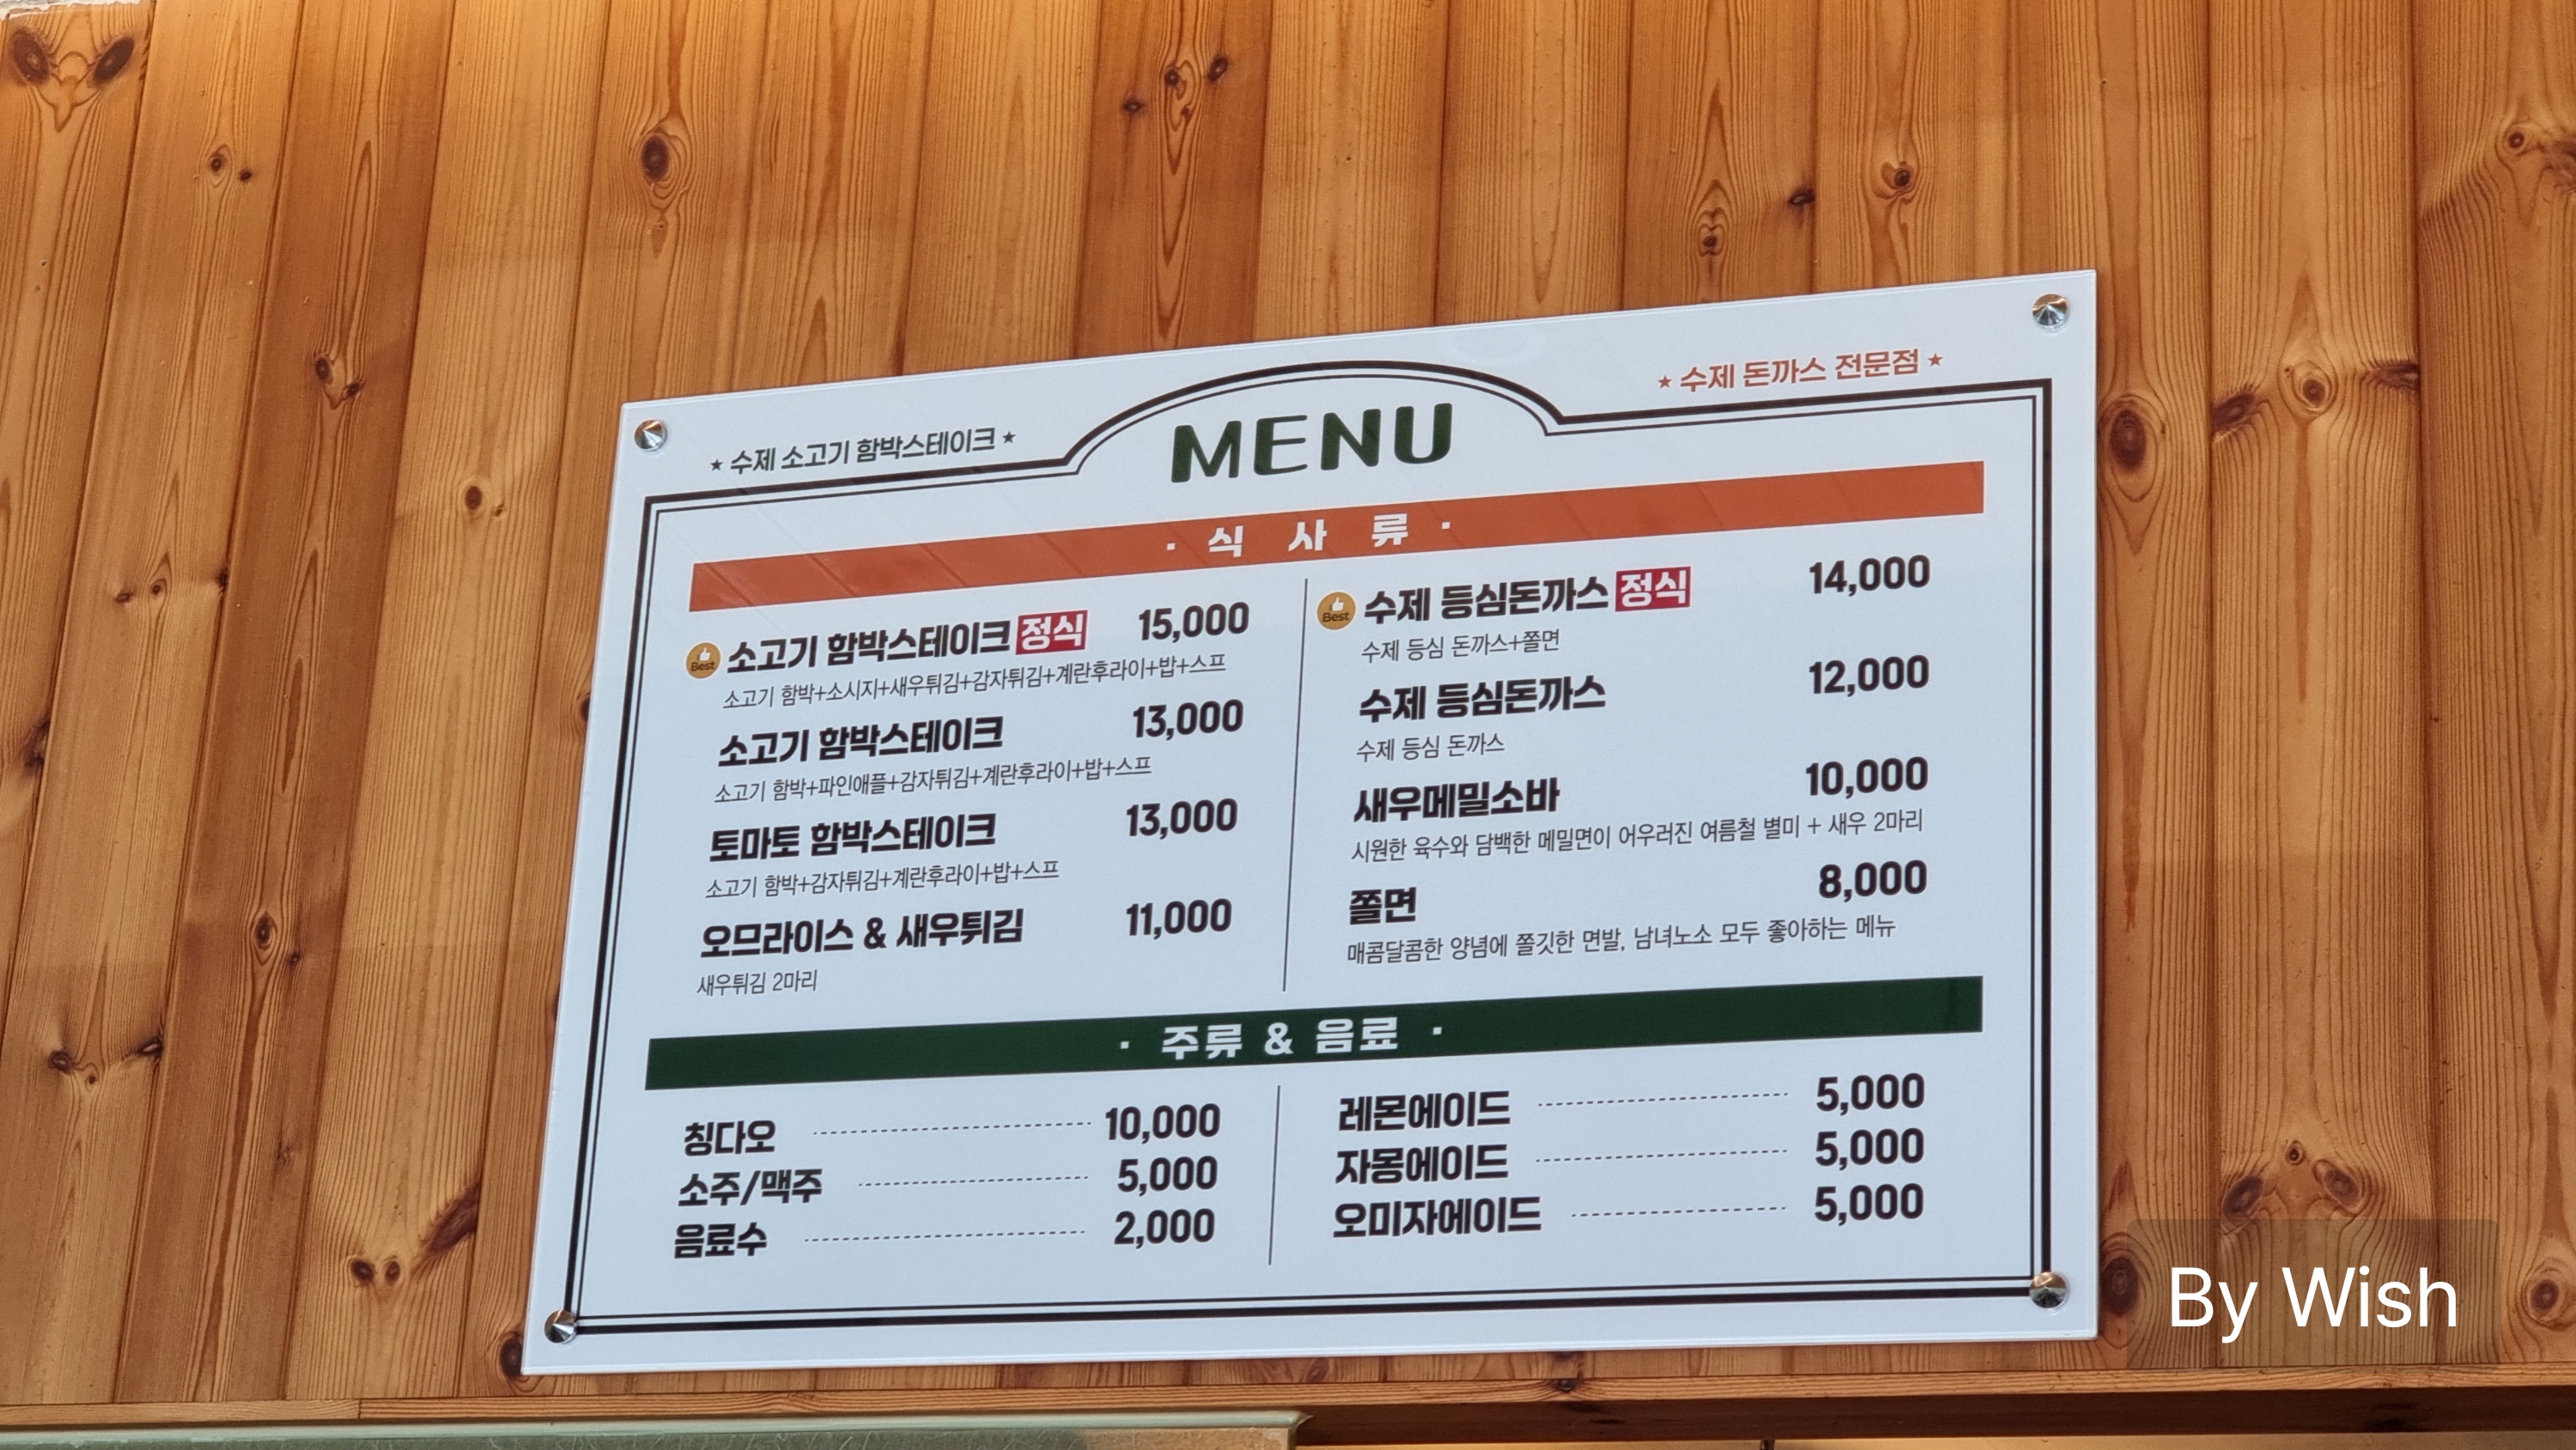 ★ 수제 소고기 함박스테이크 ★
★ 수제 돈까스 전문점 ★
MENU
· 식 사 류 ·
Best 소고기 함박스테이크 정식 15,000
소고기 함박+소시지+새우튀김+감자튀김+계란후라이+밥+스프
소고기 함박스테이크 13,000
소고기 함박+파인애플+감자튀김+계란후라이+밥+스프
토마토 함박스테이크 13,000
소고기 함박+감자튀김+계란후라이+밥+스프
오므라이스 & 새우튀김 11,000
새우튀김 2마리
Best 수제 등심돈까스 정식 14,000
수제 등심 돈까스+쫄면
수제 등심돈까스 12,000
수제 등심 돈까스
새우메밀소바 10,000
시원한 육수와 담백한 메밀면이 어우러진 여름철 별미 + 새우 2마리
쫄면 8,000
매콤달콤한 양념에 쫄깃한 면발, 남녀노소 모두 좋아하는 메뉴
· 주류 & 음료 ·
칭다오 10,000
소주/맥주 5,000
음료수 2,000
레몬에이드 5,000
자몽에이드 5,000
오미자에이드 5,000
By Wish